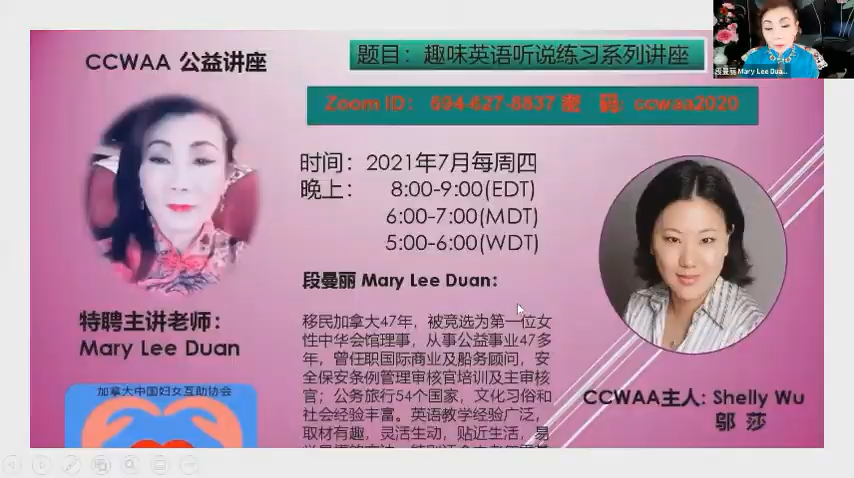 CCWAA 公益讲座
题目：趣味英语听说练习系列讲座
Zoom ID： 694-627-8837 密 码: ccwaa2020
时间：2021年7月每周四
晚上： 8:00-9:00(EDT)
6:00-7:00(MDT)
5:00-6:00(WDT)
段曼丽 Mary Lee Duan：
移民加拿大47年，被竞选为第一位女
性中华会馆理事，从事公益事业47多
年，曾任职国际商业及船务顾问，安
全保安条例管理审核官培训及主审核
官；公务旅行54个国家，文化习俗和
社会经验丰富。英语教学经验广泛，
取材有趣，灵活生动，贴近生活，易
特聘主讲老师：
Mary Lee Duan
加拿大中国妇女互助协会
CCWAA主人: Shelly Wu
邬 莎
段曼丽 Mary Lee Dua...